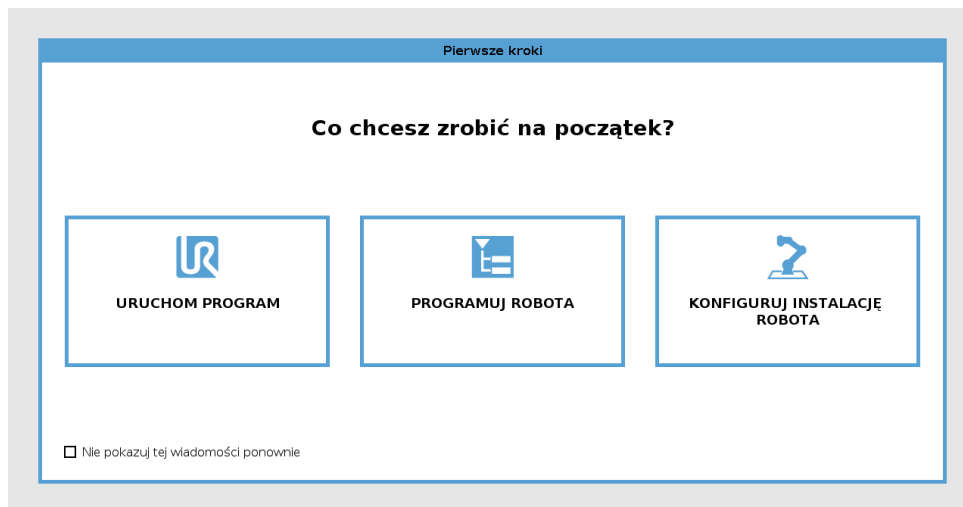 Pierwsze kroki
Co chcesz zrobić na początek?
UR
URUCHOM PROGRAM
PROGRAMUJ ROBOTA
KONFIGURUJ INSTALACJĘ
ROBOTA
Nie pokazuj tej wiadomości ponownie